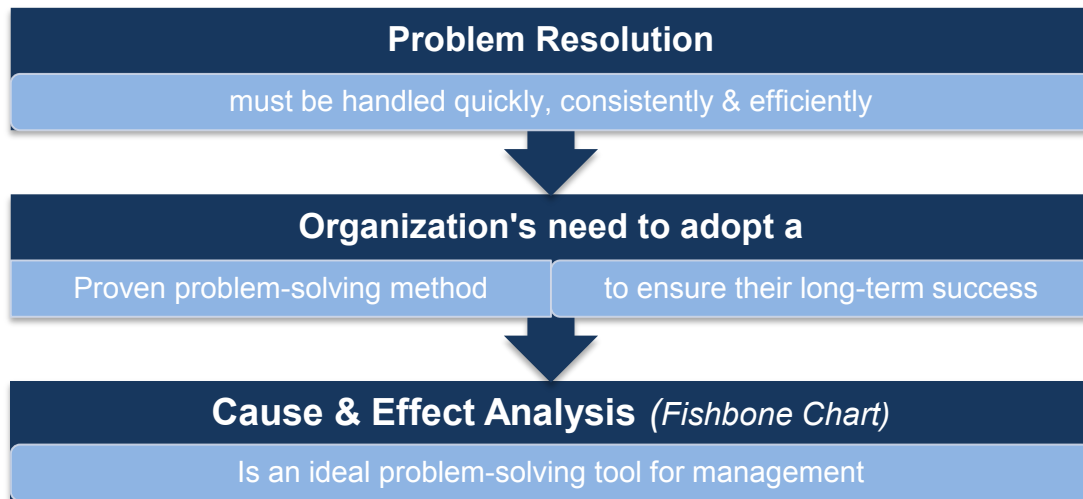 Problem Resolution
must be handled quickly, consistently & efficiently
Organization's need to adopt a
Proven problem-solving method
to ensure their long-term success
Cause & Effect Analysis (Fishbone Chart)
Is an ideal problem-solving tool for management